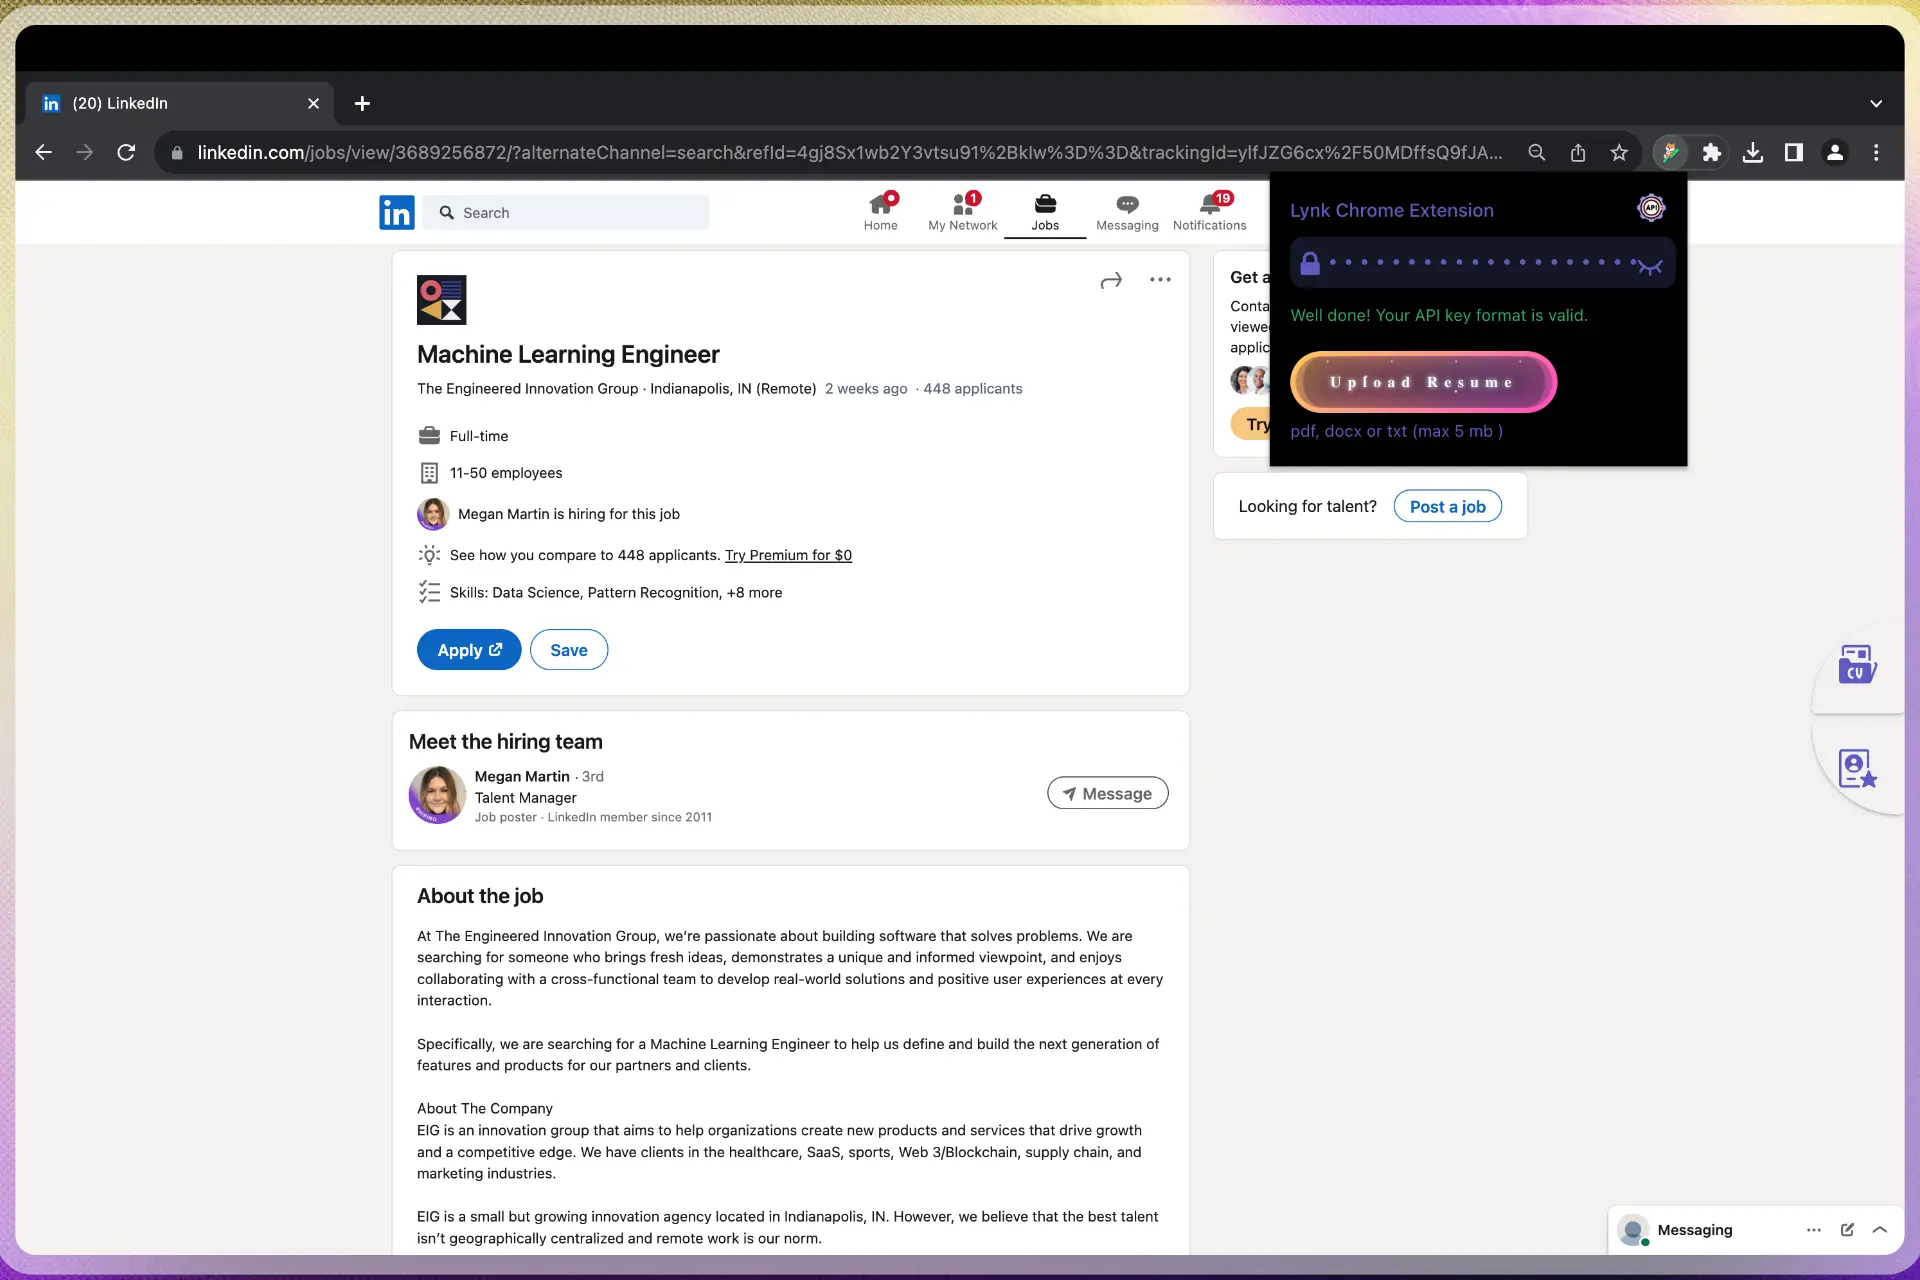 (20) LinkedIn
linkedin.com/jobs/view/3689256872/?alternateChannel=search&refId=4gj8Sx1wb2Y3vtsu91%2Bklw%3D%3D&trackingId=ylfJZG6cx%2F50MDffsQ9fJA...
in
Search
Home
1
My Network
Jobs
Messaging
19
Notifications
Lynk Chrome Extension
API
Well done! Your API key format is valid.
Upload Resume
pdf, docx or txt (max 5 mb )
Machine Learning Engineer
The Engineered Innovation Group · Indianapolis, IN (Remote) 2 weeks ago · 448 applicants
Full-time
11-50 employees
Megan Martin is hiring for this job
See how you compare to 448 applicants. Try Premium for $0
Skills: Data Science, Pattern Recognition, +8 more
Apply
Save
Get a
Conta
viewe
applic
Try
Looking for talent?
Post a job
CV
Meet the hiring team
Megan Martin · 3rd
Talent Manager
Job poster · LinkedIn member since 2011
Message
About the job
At The Engineered Innovation Group, we’re passionate about building software that solves problems. We are
searching for someone who brings fresh ideas, demonstrates a unique and informed viewpoint, and enjoys
collaborating with a cross-functional team to develop real-world solutions and positive user experiences at every
interaction.
Specifically, we are searching for a Machine Learning Engineer to help us define and build the next generation of
features and products for our partners and clients.
About The Company
EIG is an innovation group that aims to help organizations create new products and services that drive growth
and a competitive edge. We have clients in the healthcare, SaaS, sports, Web 3/Blockchain, supply chain, and
marketing industries.
EIG is a small but growing innovation agency located in Indianapolis, IN. However, we believe that the best talent
isn’t geographically centralized and remote work is our norm.
Messaging